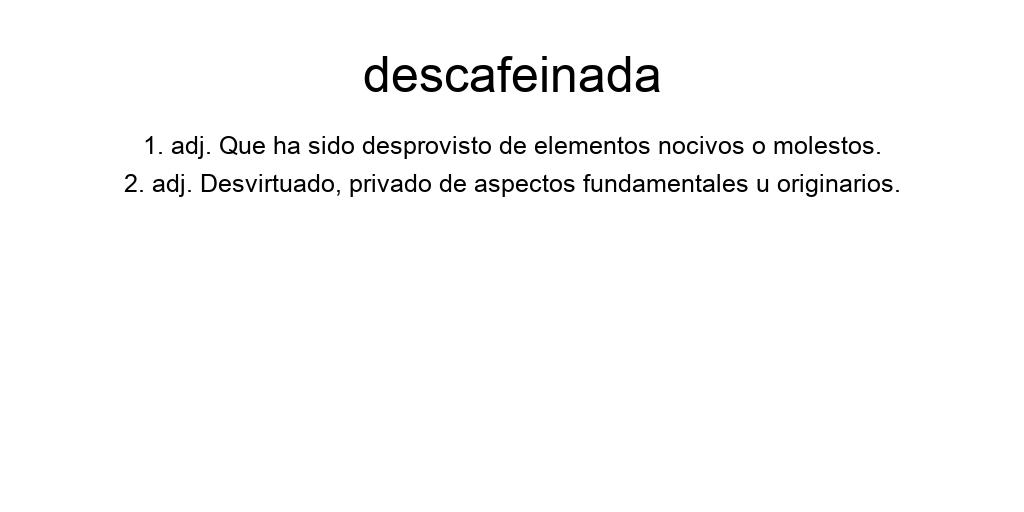 descafeinada
1. adj. Que ha sido desprovisto de elementos nocivos o molestos.
2. adj. Desvirtuado, privado de aspectos fundamentales u originarios.